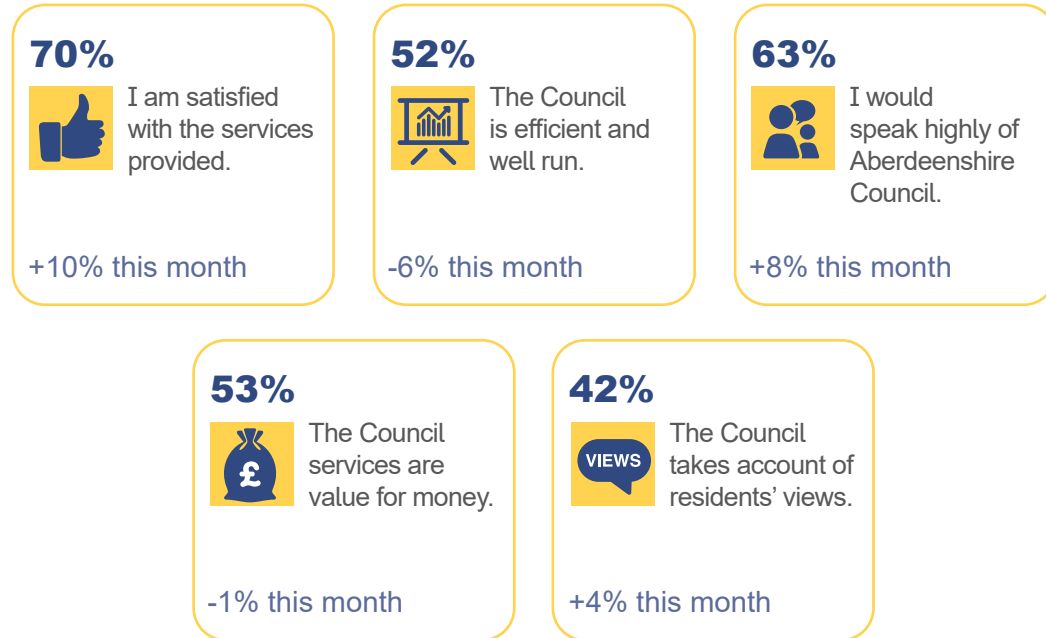 70%
I am satisfied
with the services
provided.
+10% this month
52%
The Council
is efficient and
well run.
-6% this month
63%
I would
speak highly of
Aberdeenshire
Council.
+8% this month
53%
£
The Council
services are
value for money.
-1% this month
42%
VIEWS
The Council
takes account of
residents’ views.
+4% this month